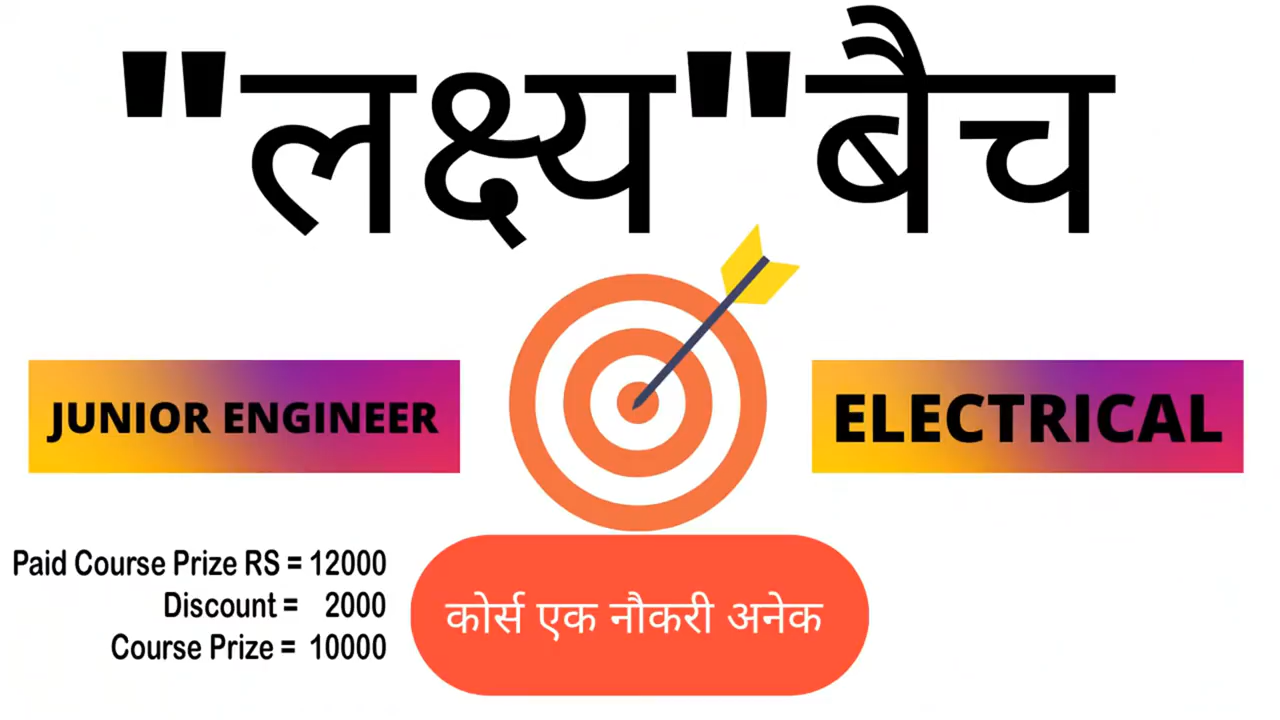 "लक्ष्य"बैच
JUNIOR ENGINEER
ELECTRICAL
Paid Course Prize RS = 12000
Discount = 2000
Course Prize = 10000
कोर्स एक नौकरी अनेक